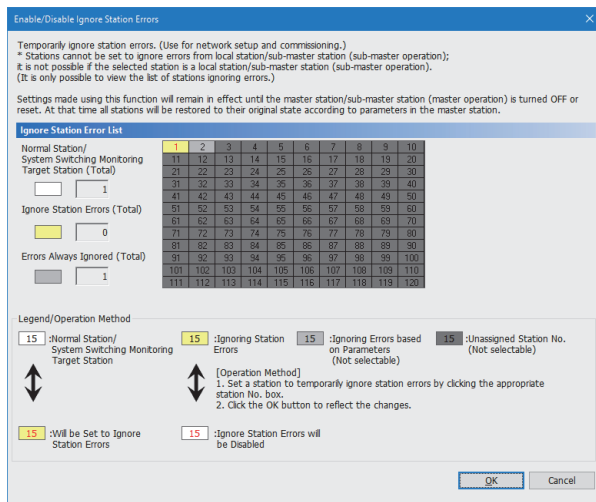 Enable/Disable Ignore Station Errors
Temporarily ignore station errors. (Use for network setup and commissioning.)
* Stations cannot be set to ignore errors from local station/sub-master station (sub-master operation);
it is not possible if the selected station is a local station/sub-master station (sub-master operation).
(It is only possible to view the list of stations ignoring errors.)
Settings made using this function will remain in effect until the master station/sub-master station (master operation) is turned OFF or
reset. At that time all stations will be restored to their original state according to parameters in the master station.
Ignore Station Error List
Normal Station/
System Switching Monitoring
Target Station (Total)
1
Ignore Station Errors (Total)
0
Errors Always Ignored (Total)
1
1 2 3 4 5 6 7 8 9 10
11 12 13 14 15 16 17 18 19 20
21 22 23 24 25 26 27 28 29 30
31 32 33 34 35 36 37 38 39 40
41 42 43 44 45 46 47 48 49 50
51 52 53 54 55 56 57 58 59 60
61 62 63 64 65 66 67 68 69 70
71 72 73 74 75 76 77 78 79 80
81 82 83 84 85 86 87 88 89 90
91 92 93 94 95 96 97 98 99 100
101 102 103 104 105 106 107 108 109 110
111 112 113 114 115 116 117 118 119 120
Legend/Operation Method
15 :Normal Station/
System Switching Monitoring
Target Station
15 :Ignoring Station
Errors
15 :Ignoring Errors based
on Parameters
(Not selectable)
15 :Unassigned Station No.
(Not selectable)
[Operation Method]
1. Set a station to temporarily ignore station errors by clicking the appropriate
station No. box.
2. Click the OK button to reflect the changes.
15 :Will be Set to Ignore
Station Errors
15 :Ignore Station Errors will
be Disabled
OK
Cancel